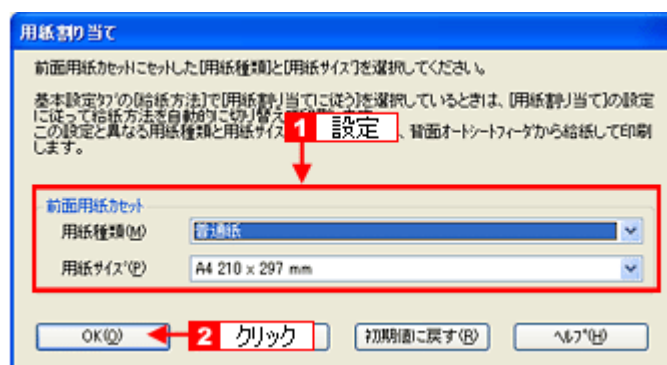 用紙割り当て
前面用紙カセットにセットした[用紙種類]と[用紙サイズ]を選択してください。
基本設定タブの[給紙方法]で[用紙割り当てに従う]を選択しているときは、[用紙割り当て]の設定
に従って給紙方法を自動的に切り替え
この設定と異なる用紙種類と用紙サイズ 、背面オートシートフィーダから給紙して印刷
します。
1 設定
前面用紙カセット
用紙種類(M) 普通紙
用紙サイズ(P) A4 210 x 297 mm
OK(O) 2 クリック 初期値に戻す(R) ヘルプ(H)